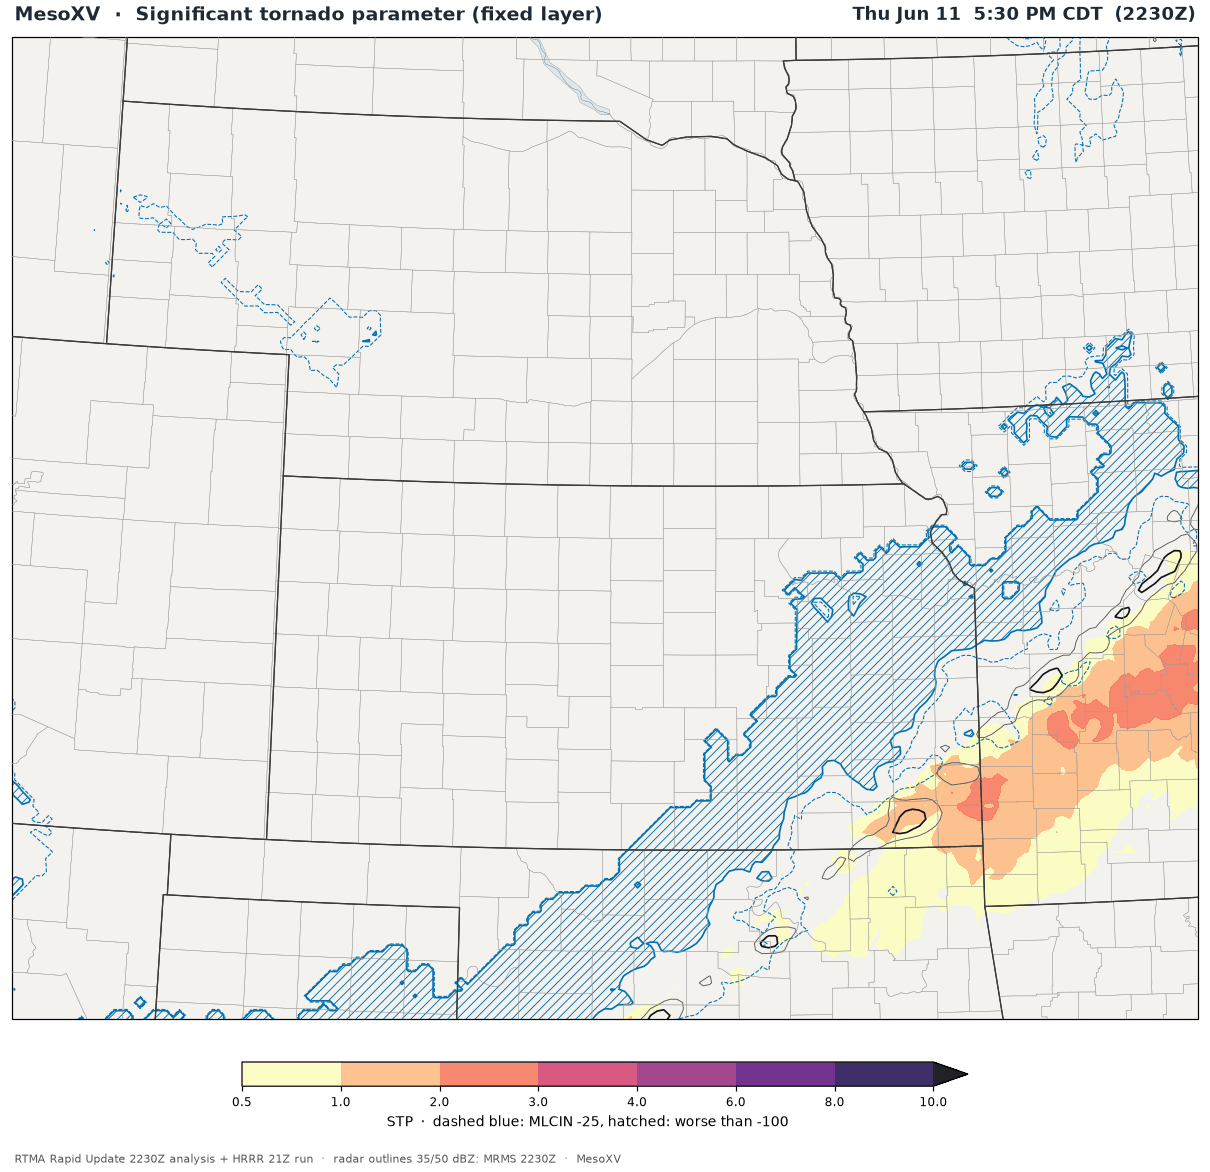 MesoXV · Significant tornado parameter (fixed layer)
Thu Jun 11 5:30 PM CDT (2230Z)
0.5 1.0 2.0 3.0 4.0 6.0 8.0 10.0
STP · dashed blue: MLCIN -25, hatched: worse than -100
RTMA Rapid Update 2230Z analysis + HRRR 21Z run · radar outlines 35/50 dBZ: MRMS 2230Z · MesoXV